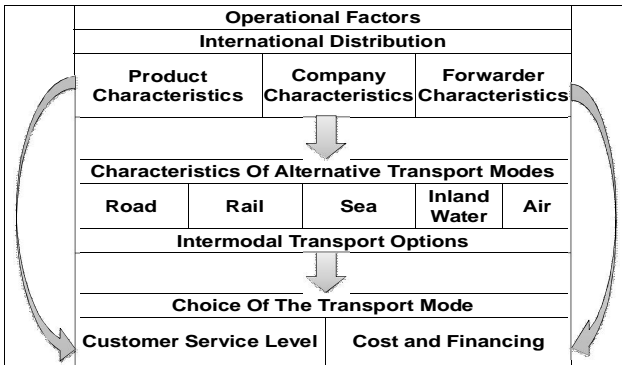 Operational Factors
International Distribution
Product Characteristics
Company Characteristics
Forwarder Characteristics
Characteristics Of Alternative Transport Modes
Road Rail Sea Inland Water Air
Intermodal Transport Options
Choice Of The Transport Mode
Customer Service Level Cost and Financing